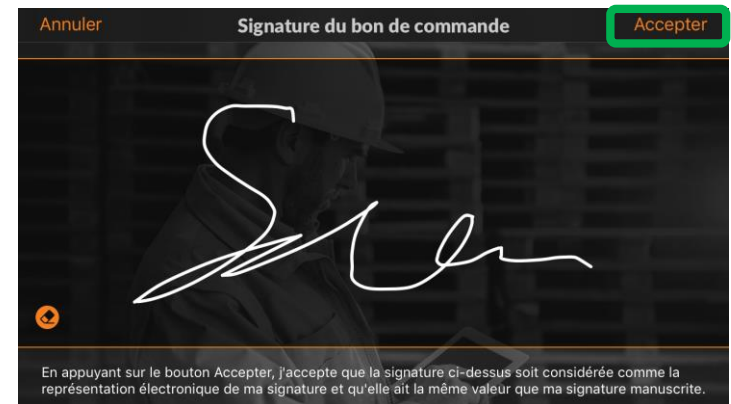 Annuler Signature du bon de commande Accepter
En appuyant sur le bouton Accepter, j'accepte que la signature ci-dessus soit considérée comme la
représentation électronique de ma signature et qu'elle ait la même valeur que ma signature manuscrite.